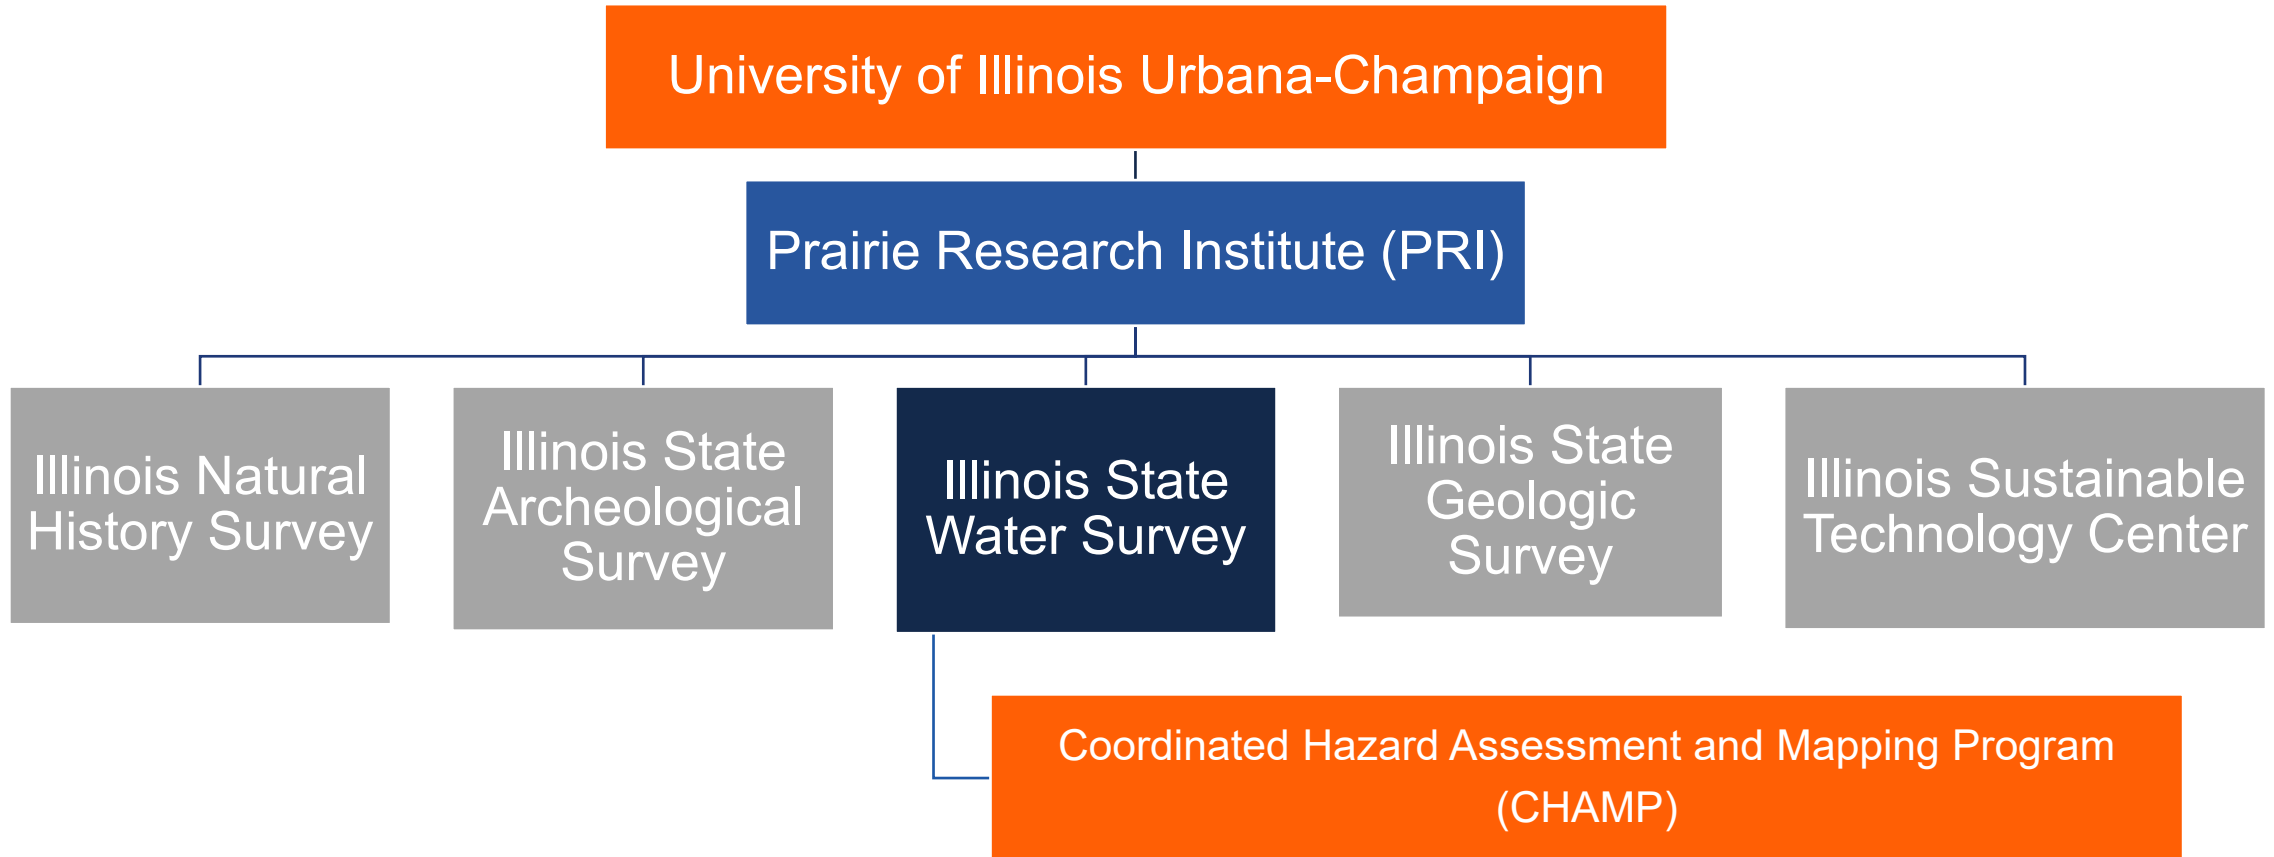 University of Illinois Urbana-Champaign
Prairie Research Institute (PRI)
Illinois Natural
History Survey
Illinois State
Archeological
Survey
Illinois State
Water Survey
Illinois State
Geologic
Survey
Illinois Sustainable
Technology Center
Coordinated Hazard Assessment and Mapping Program
(CHAMP)